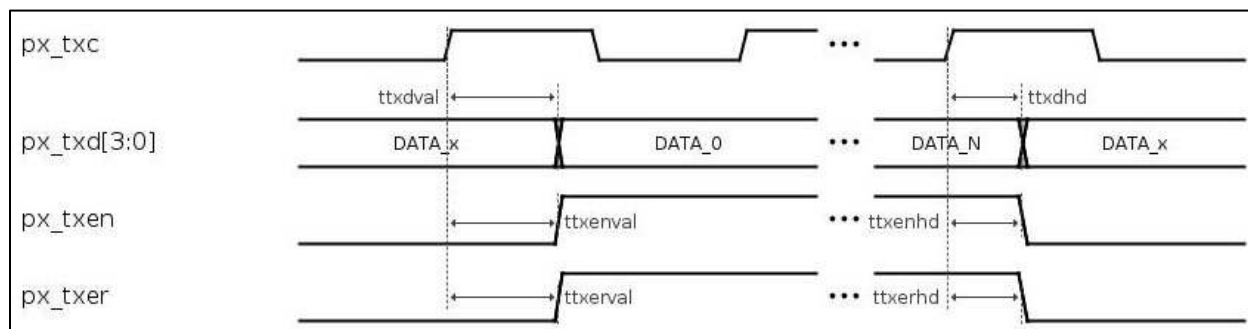 px_txc
•••
ttxdval
ttxdhd
px_txd[3:0]
DATA_x
DATA_0
•••
DATA_N
DATA_x
px_txen
ttxenval
•••
ttxenhd
px_txer
ttxerval
•••
ttxerhd